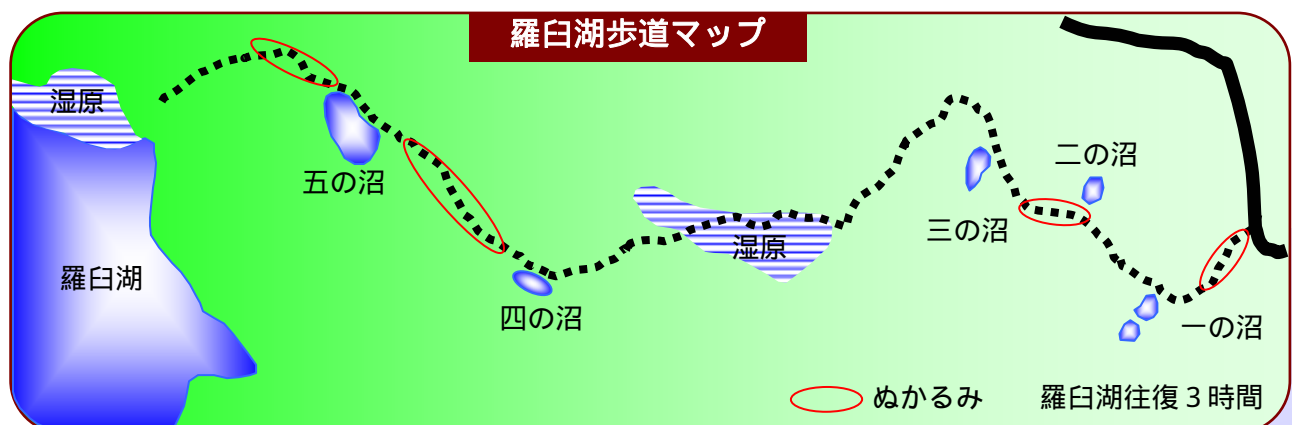 羅臼湖歩道マップ
湿原
五の沼
二の沼
三の沼
湿原
羅臼湖
四の沼
一の沼
ぬかるみ
羅臼湖往復3時間